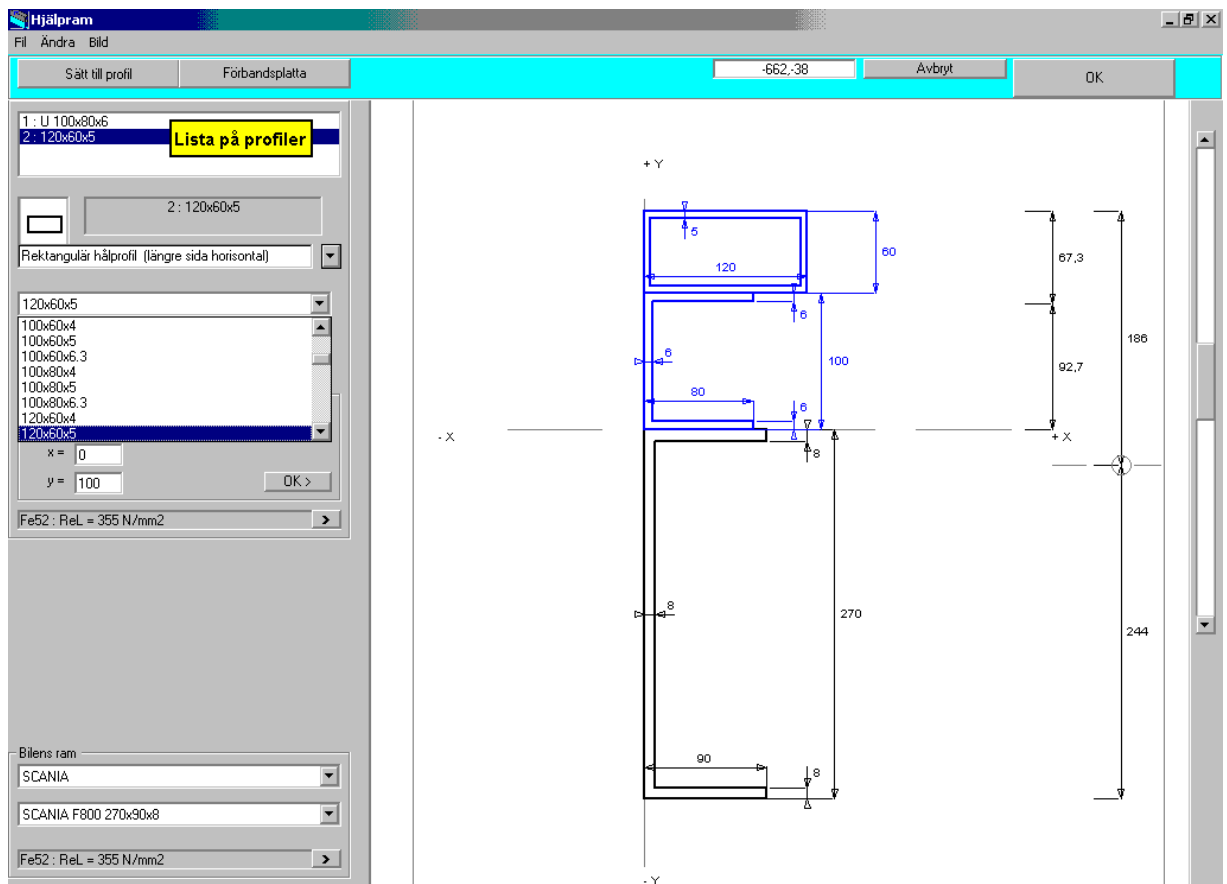 Hjälpram
Fil Ändra Bild
Sätt till profil Förbandsplatta -662,-38 Avbryt OK
1 : U 100x80x6
2 : 120x60x5
Lista på profiler
2 : 120x60x5
Rektangulär hålprofil (längre sida horisontal)
120x60x5
100x60x4
100x60x5
100x60x6.3
100x80x4
100x80x5
100x80x6.3
120x60x4
120x60x5
x = 0
y = 100
OK >
Fe52 : ReL = 355 N/mm2 >
Bilens ram
SCANIA
SCANIA F800 270x90x8
Fe52 : ReL = 355 N/mm2 >
+ Y
5
120
60
67,3
6
186
6
100
92,7
80
6
- X
+ X
8
8
270
244
90
8
- Y